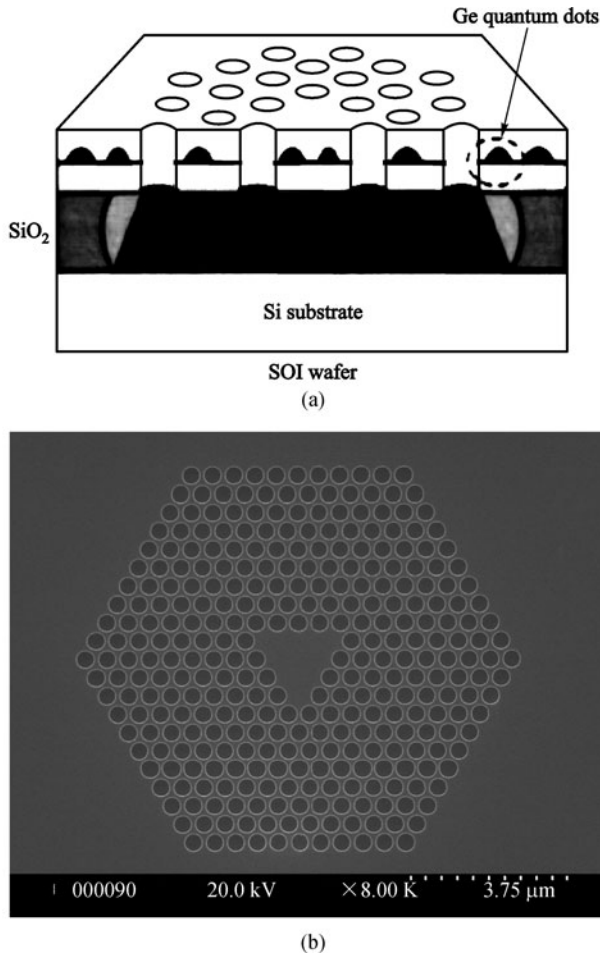 Ge quantum dots
SiO2
Si substrate
SOI wafer
(a)
000090 20.0 kV ×8.00 K 3.75 μm
(b)